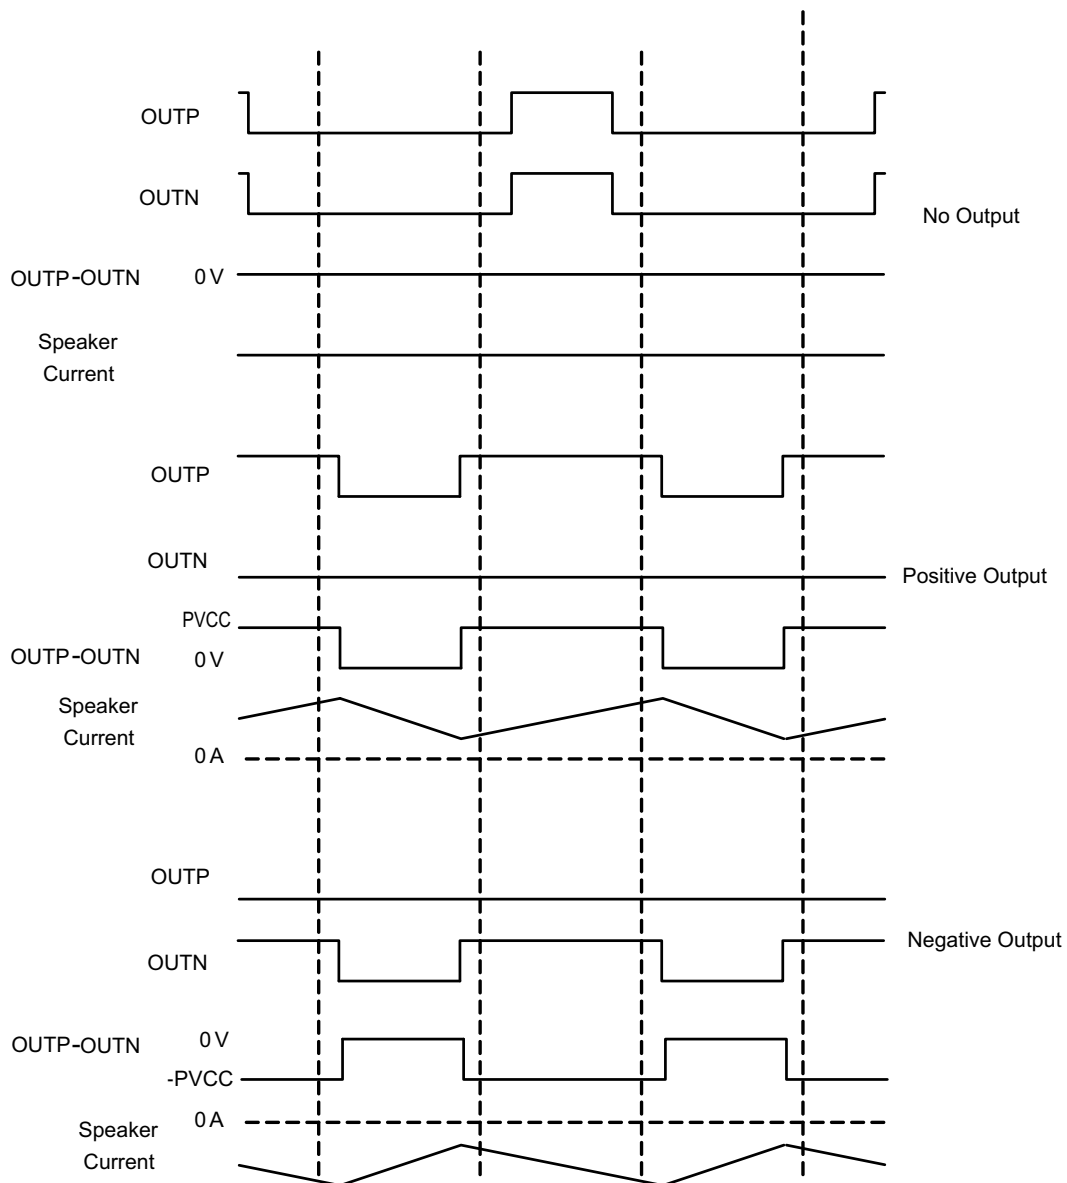 OUTP
OUTN
No Output
OUTP-OUTN 0 V
Speaker
Current
OUTP
OUTN
Positive Output
PVCC
OUTP-OUTN 0 V
Speaker
Current
0 A
OUTP
Negative Output
OUTN
OUTP-OUTN 0 V
-PVCC
0 A
Speaker
Current